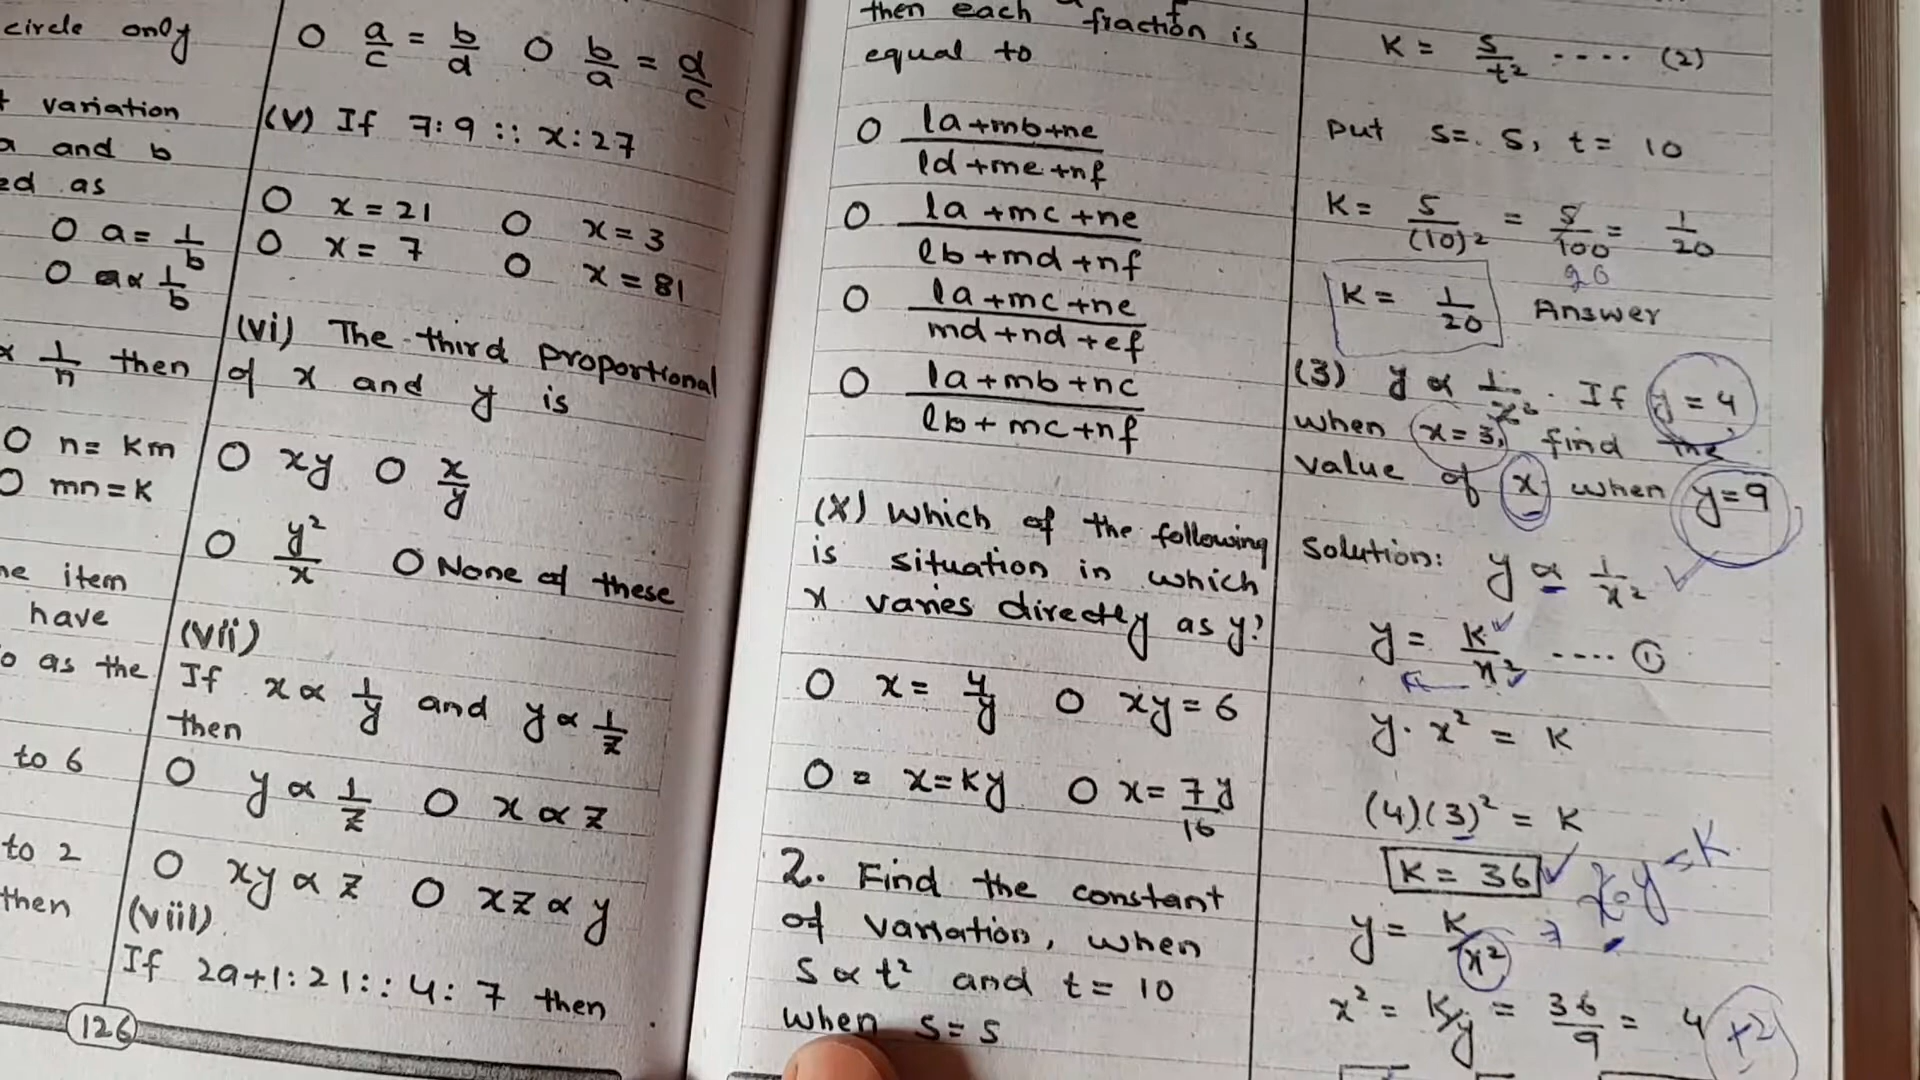 circle only
variation
a and b
ed as
O a = 1/b
O a ∝ 1/b
∝ 1/n then
O n = Km
O mn = K
item
have
as the
to 6
to 2
then
O a/c = b/d O b/a = d/c
(v) If 7:9 :: x:27
O x = 21 O x = 3
O x = 7 O x = 81
(vi) The third proportional
of x and y is
O xy O x/y
O y²/x O None of these
(vii)
If x ∝ 1/y and y ∝ 1/z
then
O y ∝ 1/z O x ∝ z
O xy ∝ z O xz ∝ y
(viii)
If 2a+1:21::4:7 then
126
then each fraction is
equal to
O la+mb+ne
ld+me+nf
O la+mc+ne
lb+md+nf
O la+mc+ne
md+nd+ef
O la+mb+nc
lb+mc+nf
(X) Which of the following
is situation in which
x varies directly as y?
O x = 4/y O xy = 6
O = x=ky O x = 7y/16
2. Find the constant
of variation, when
S ∝ t² and t = 10
when s = 5
K = s/t² .... (2)
put s = 5, t = 10
K = 5/(10)² = 5/100 = 1/20
20
K = 1/20 Answer
(3) y ∝ 1/x². If y = 4
when x = 3, find the
value of x when y = 9
Solution: y ∝ 1/x²
y = K/x² .... (1)
y.x² = K
(4)(3)² = K
K = 36
x.y = K
y = K/x²
x² = K/y = 36/9 = 4
+2